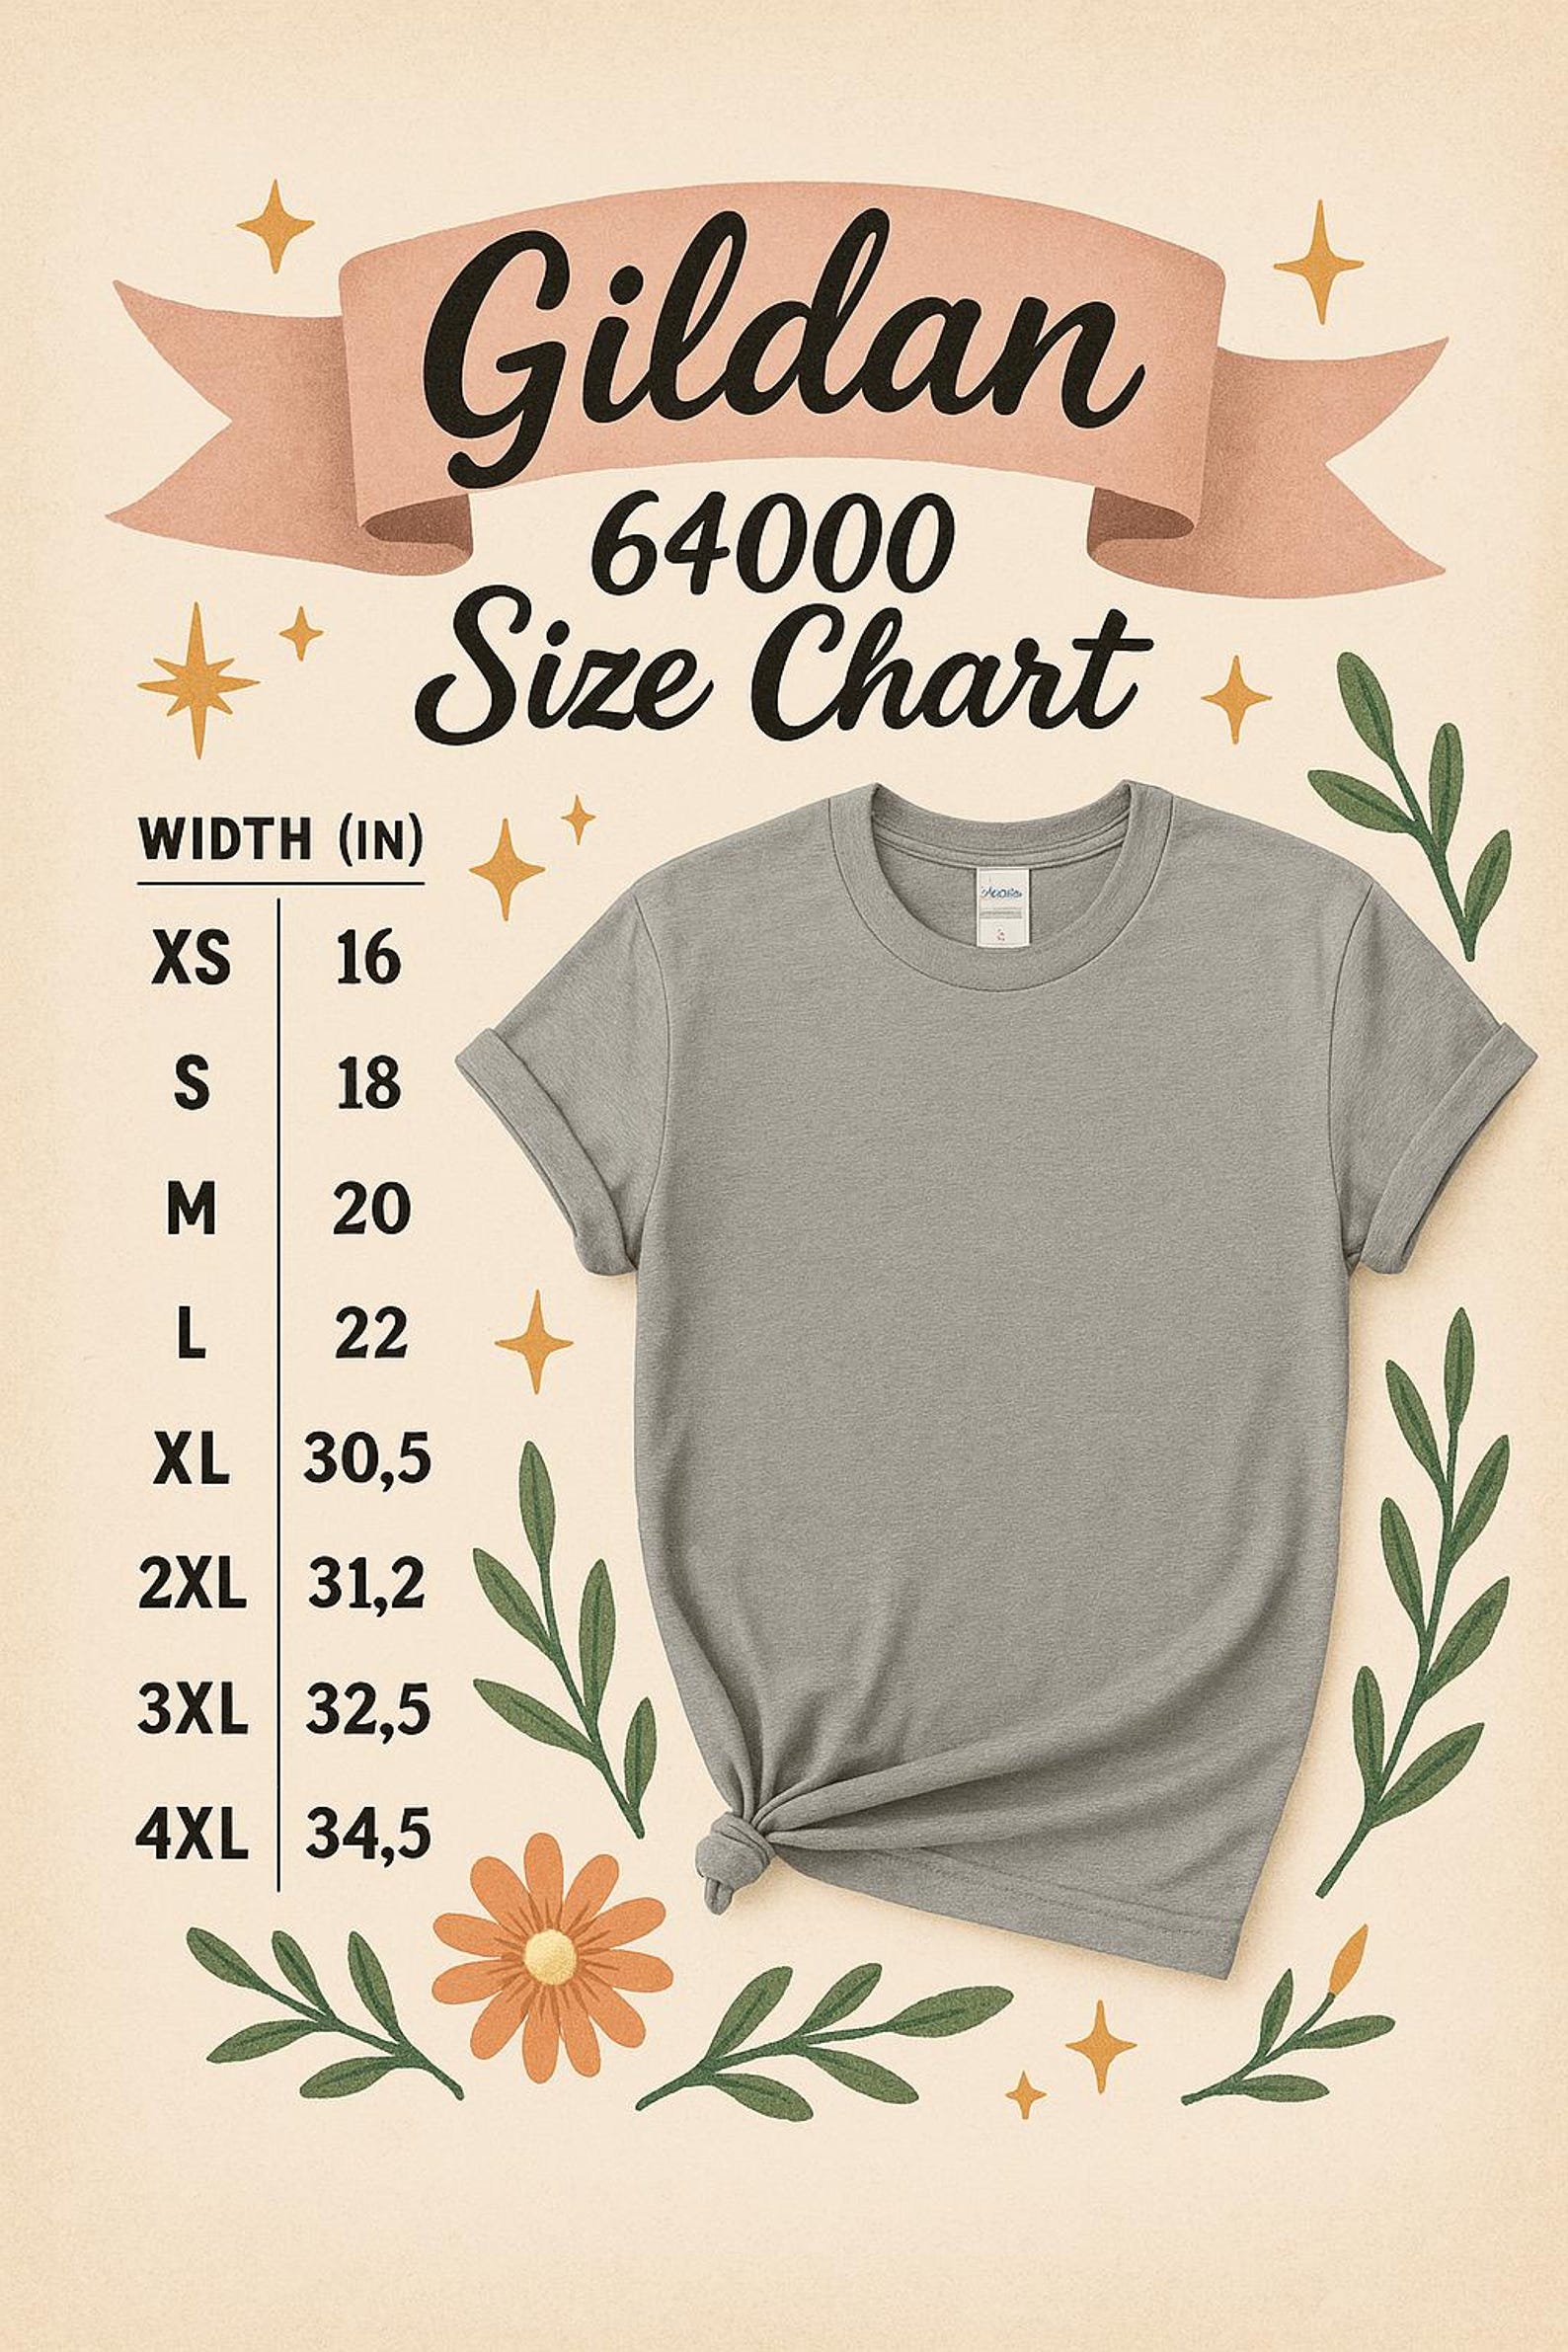 Gildan
64000
Size Chart
WIDTH (IN)
XS 16
S 18
M 20
L 22
XL 30,5
2XL 31,2
3XL 32,5
4XL 34,5